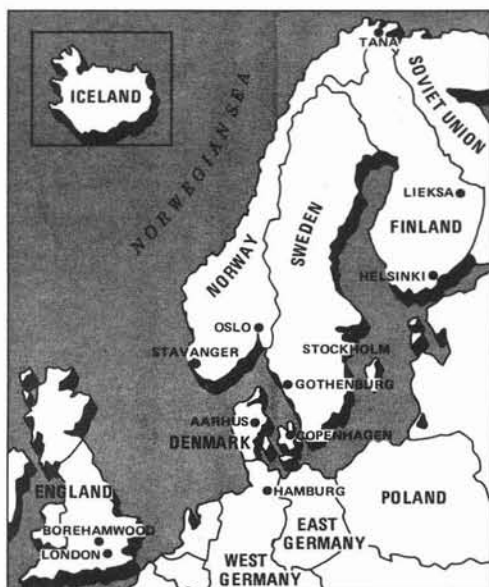 TANA
SOVIET UNION
ICELAND
NORWEGIAN SEA
LIEKSA
FINLAND
SWEDEN
NORWAY
HELSINKI
OSLO
STOCKHOLM
STAVANGER
GOTHENBURG
AARHUS
COPENHAGEN
DENMARK
ENGLAND
HAMBURG
POLAND
BOREHAMWOOD
EAST
GERMANY
LONDON
WEST
GERMANY